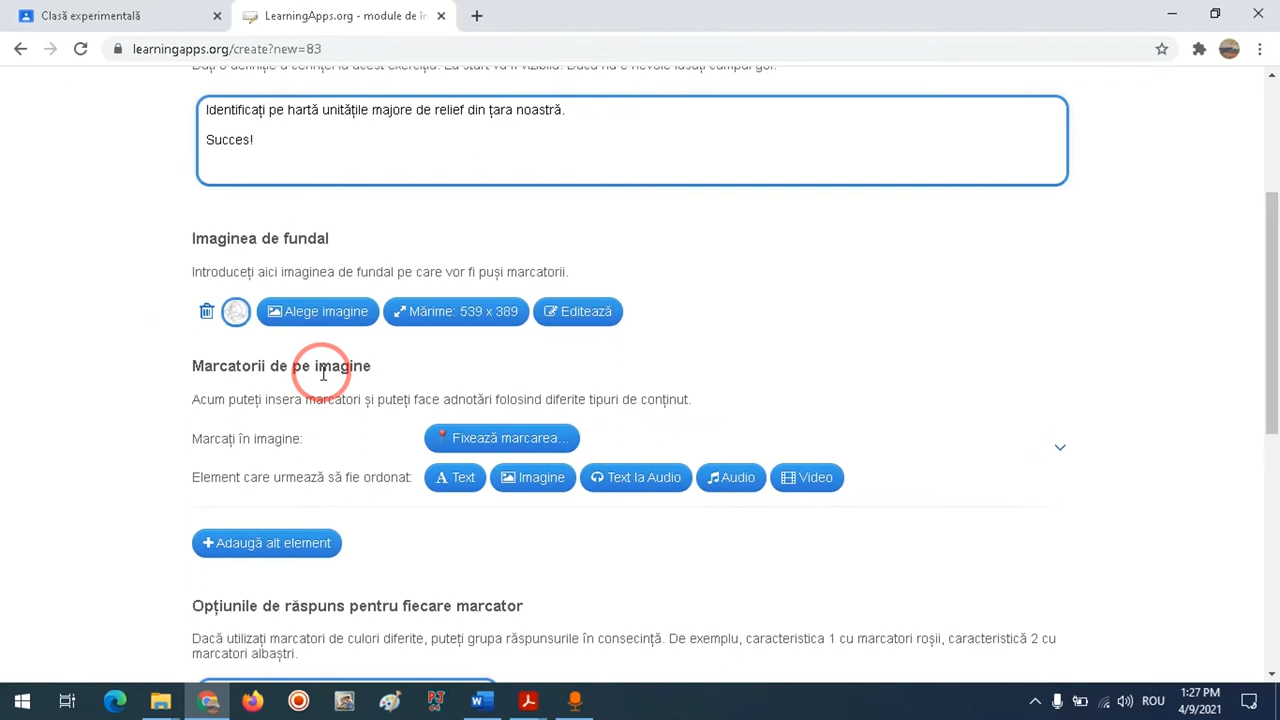 Clasă experimentală
LearningApps.org - module de în
learningapps.org/create?new=83
Identificați pe hartă unitățile majore de relief din țara noastră.
Succes!
Imaginea de fundal
Introduceți aici imaginea de fundal pe care vor fi puși marcatorii.
Alege imagine
Mărime: 539 x 389
Editează
Marcatorii de pe imagine
Acum puteți insera marcatori și puteți face adnotări folosind diferite tipuri de conținut.
Marcați în imagine:
Fixează marcarea...
Element care urmează să fie ordonat:
Text
Imagine
Text la Audio
Audio
Video
Adaugă alt element
Opțiunile de răspuns pentru fiecare marcator
Dacă utilizați marcatori de culori diferite, puteți grupa răspunsurile în consecință. De exemplu, caracteristica 1 cu marcatori roșii, caracteristică 2 cu
marcatori albaștri.
ROU
1:27 PM
4/9/2021